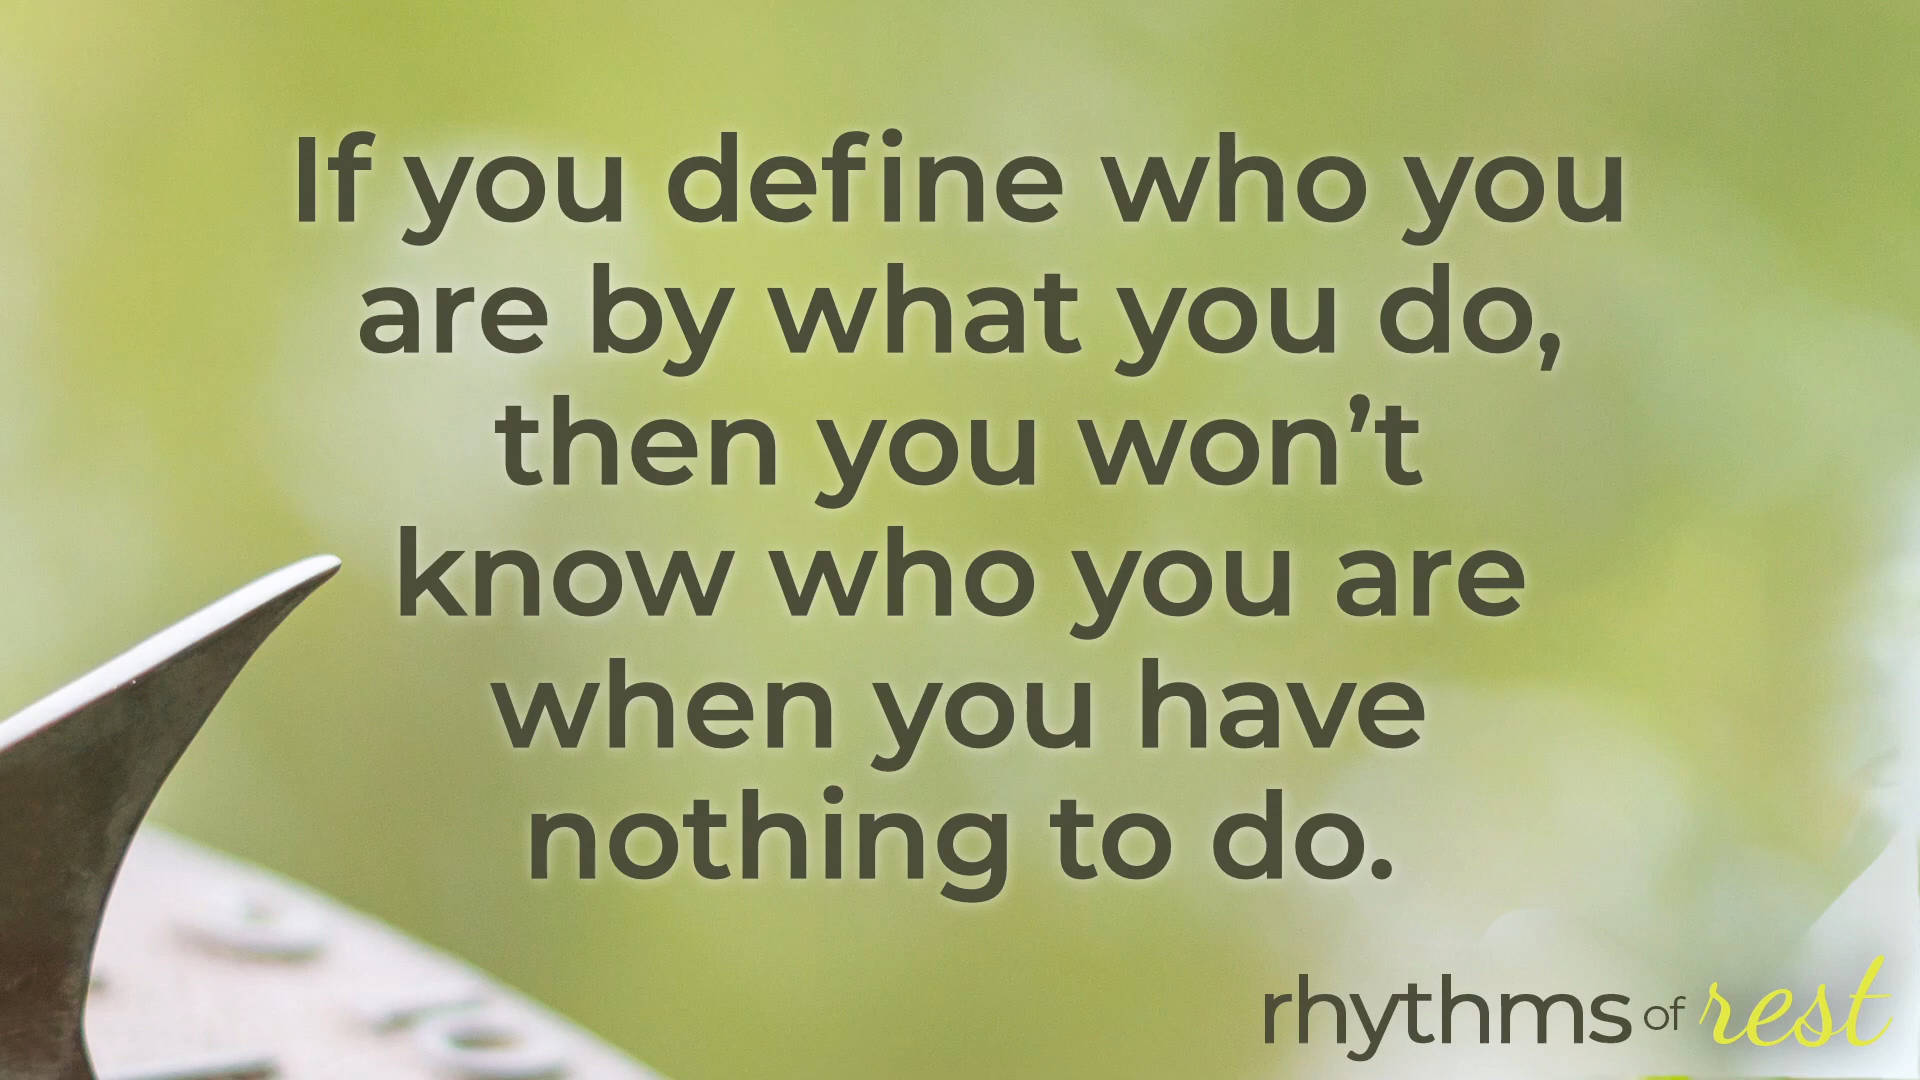 If you define who you
are by what you do,
then you won’t
know who you are
when you have
nothing to do.
rhythms of rest